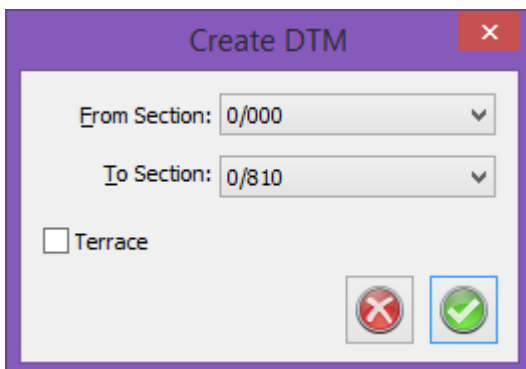 Create DTM
From Section: 0/000
To Section: 0/810
Terrace